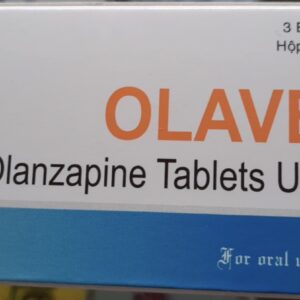 3
Hộp
OLAVE
Olanzapine Tablets U
For oral